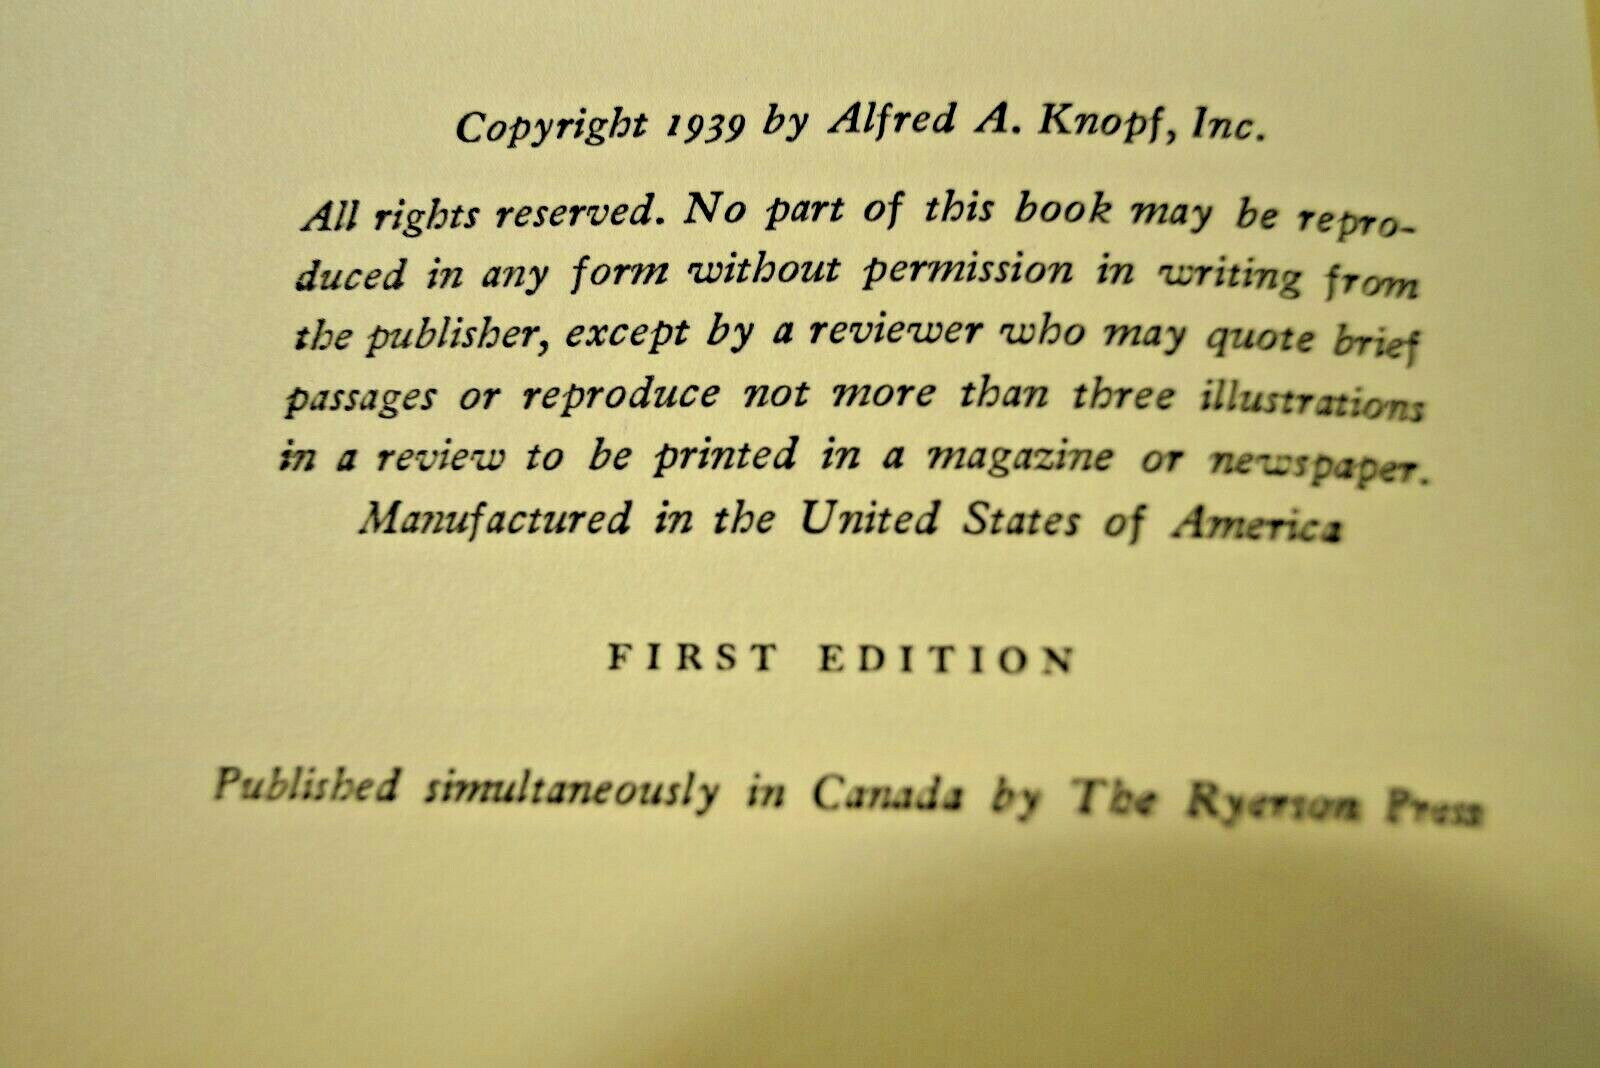 Copyright 1939 by Alfred A. Knopf, Inc.
All rights reserved. No part of this book may be repro-
duced in any form without permission in writing from
the publisher, except by a reviewer who may quote brief
passages or reproduce not more than three illustrations
in a review to be printed in a magazine or newspaper.
Manufactured in the United States of America
FIRST EDITION
Published simultaneously in Canada by The Ryerson Press